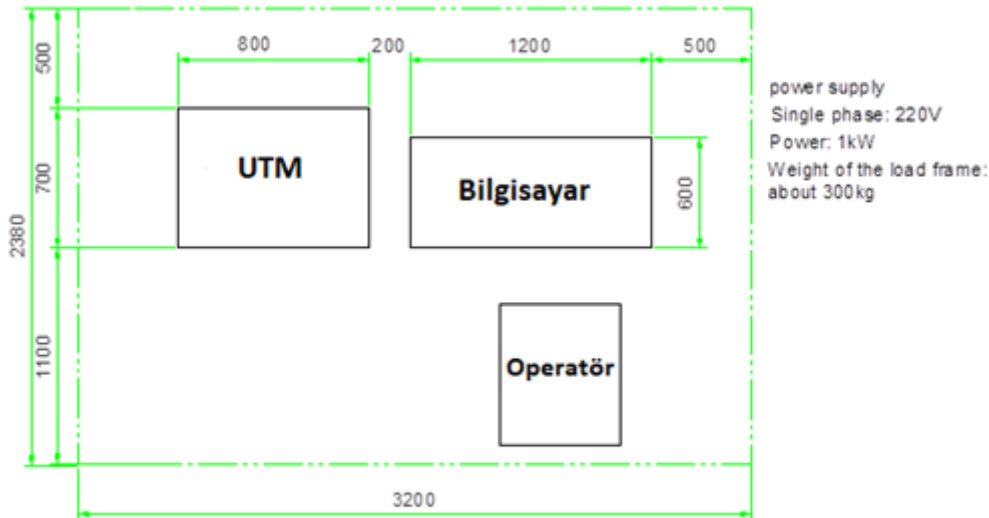 800
200
1200
500
500
700
2380
1100
600
3200
UTM
Bilgisayar
Operatör
power supply
Single phase: 220V
Power: 1kW
Weight of the load frame:
about 300kg